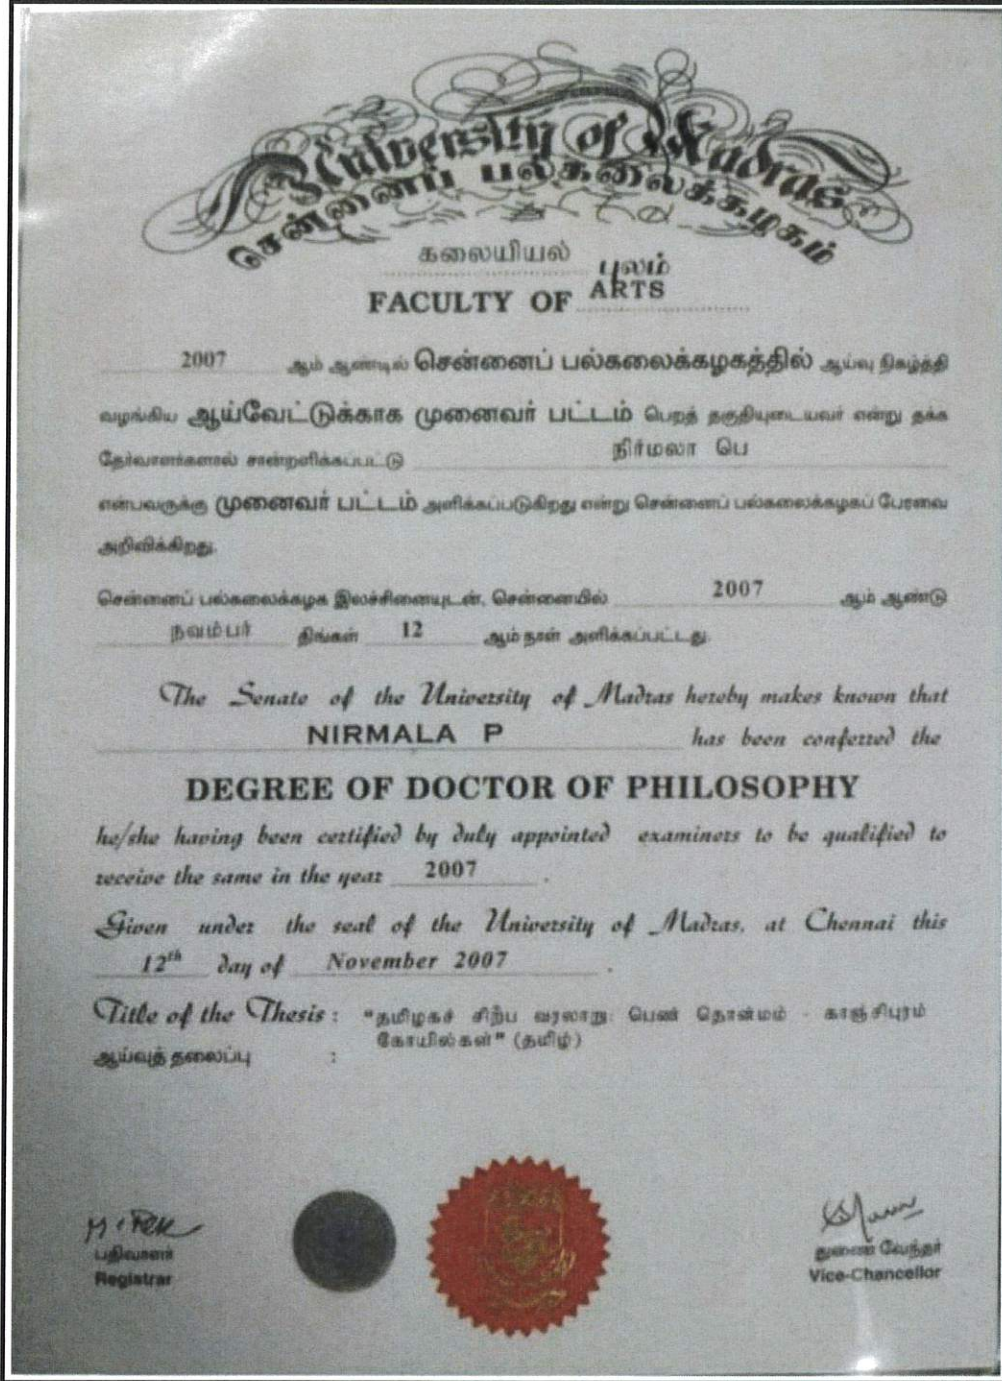 University of Madras
சென்னைப் பல்கலைக்கழகம்
கலையியல் புலம்
FACULTY OF ARTS
2007 ஆம் ஆண்டில் சென்னைப் பல்கலைக்கழகத்தில் ஆய்வு நிகழ்த்தி
வழங்கிய ஆய்வேட்டுக்காக முனைவர் பட்டம் பெறத் தகுதியுடையவர் என்று தக்க
தேர்வாளர்களால் சான்றளிக்கப்பட்டு நிர்மலா பெ
என்பவருக்கு முனைவர் பட்டம் அளிக்கப்படுகிறது என்று சென்னைப் பல்கலைக்கழகப் பேரவை
அறிவிக்கிறது.
சென்னைப் பல்கலைக்கழக இலச்சினையுடன், சென்னையில் 2007 ஆம் ஆண்டு
நவம்பர் திங்கள் 12 ஆம் நாள் அளிக்கப்பட்டது.
The Senate of the University of Madras hereby makes known that
NIRMALA P has been conferred the
DEGREE OF DOCTOR OF PHILOSOPHY
he/she having been certified by duly appointed examiners to be qualified to
receive the same in the year 2007 .
Given under the seal of the University of Madras, at Chennai this
12th day of November 2007 .
Title of the Thesis : "தமிழகச் சிற்ப வரலாறு: பெண் தொன்மம் - காஞ்சிபுரம்
கோயில்கள்" (தமிழ்)
ஆய்வுத் தலைப்பு :
பதிவாளர்
Registrar
துணை வேந்தர்
Vice-Chancellor